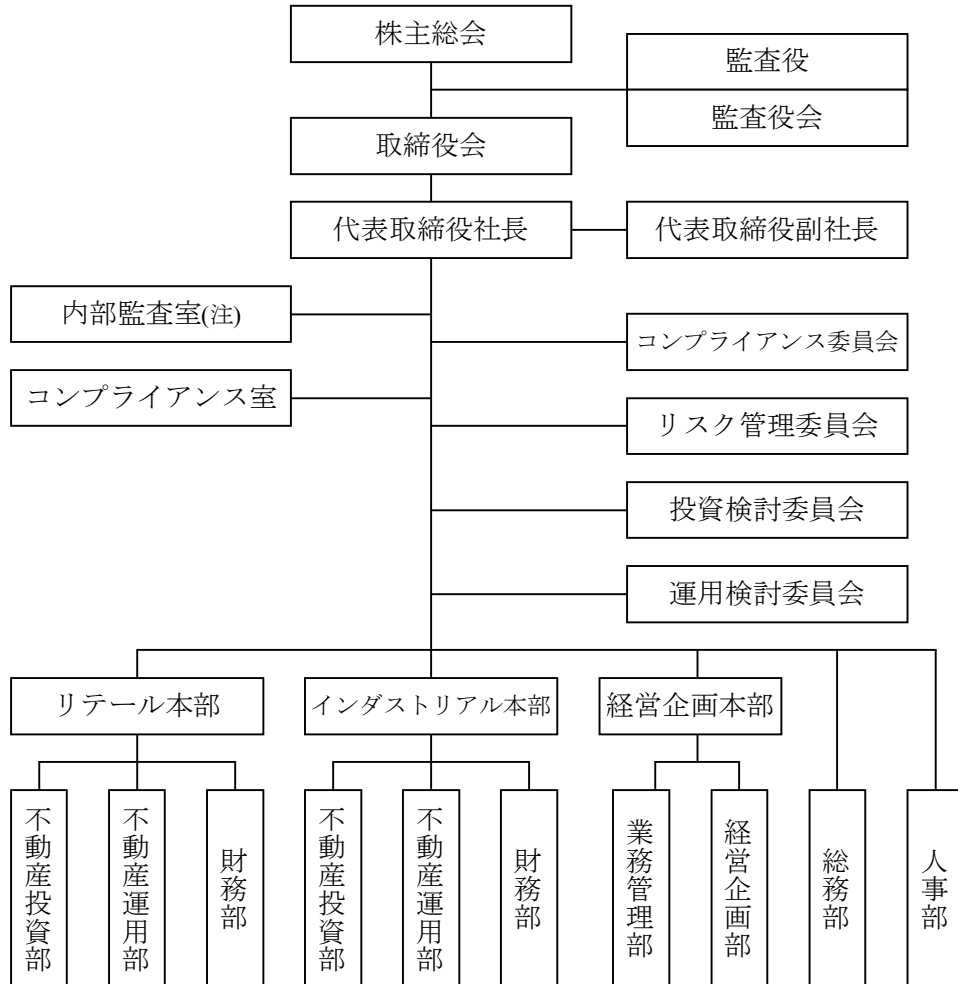 株主総会
監査役
監査役会
取締役会
代表取締役社長
代表取締役副社長
内部監査室(注)
コンプライアンス委員会
コンプライアンス室
リスク管理委員会
投資検討委員会
運用検討委員会
リテール本部
インダストリアル本部
経営企画本部
不動産投資部
不動産運用部
財務部
不動産投資部
不動産運用部
財務部
業務管理部
経営企画部
総務部
人事部